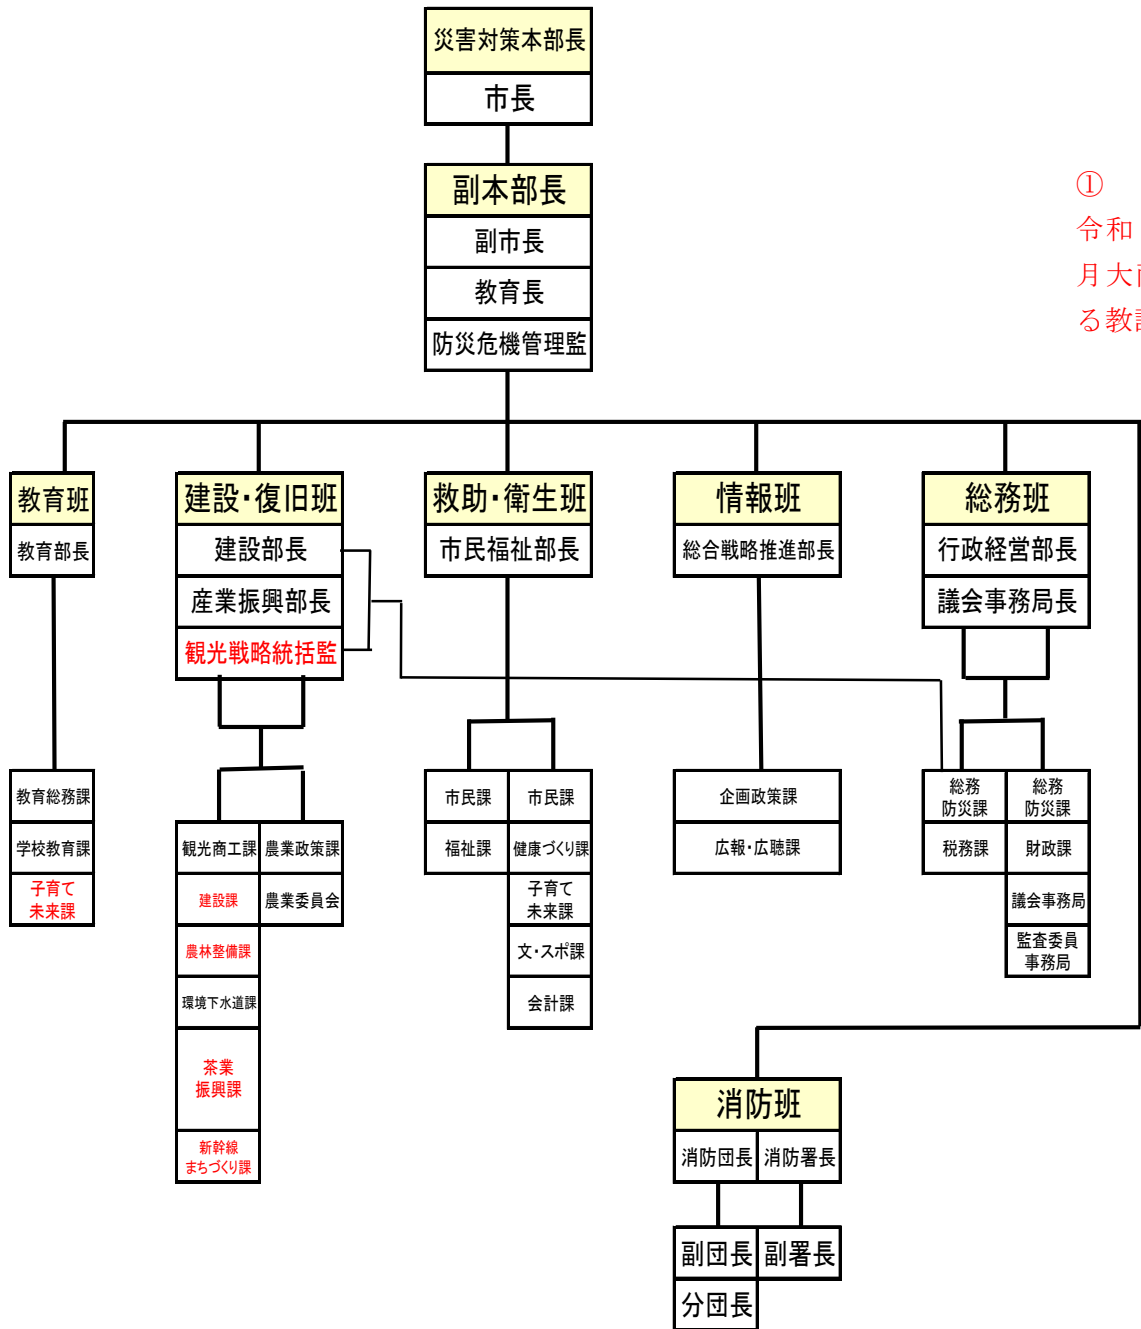 災害対策本部長
市長
副本部長
副市長
教育長
防災危機管理監
①
令和
月大
る教
教育班
教育部長
教育総務課
学校教育課
子育て
未来課
建設・復旧班
建設部長
産業振興部長
観光戦略統括監
観光商工課
建設課
農林整備課
環境下水道課
茶業
振興課
新幹線
まちづくり課
農業政策課
農業委員会
救助・衛生班
市民福祉部長
市民課
福祉課
市民課
健康づくり課
子育て
未来課
文・スポ課
会計課
情報班
総合戦略推進部長
企画政策課
広報・広聴課
総務班
行政経営部長
議会事務局長
総務
防災課
税務課
総務
防災課
財政課
議会事務局
監査委員
事務局
消防班
消防団長
消防署長
副団長
副署長
分団長